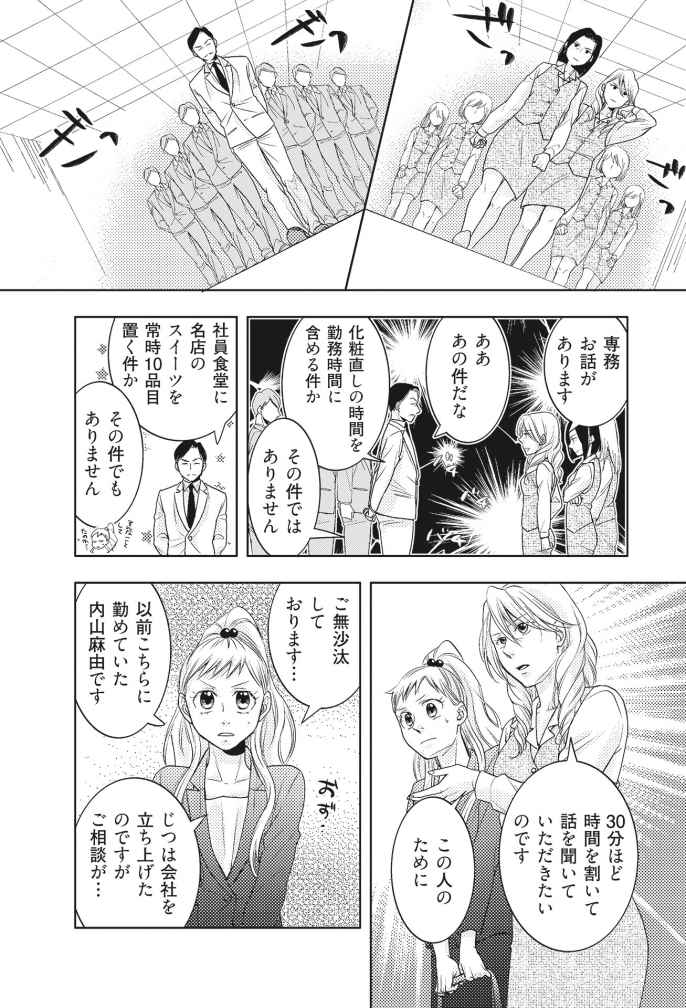 ぎっ
ぎっ
ぎっ
ぎっ
専務
お話が
あります
ああ
あの件だな
化粧直しの時間を
勤務時間に
含める件か
その件では
ありません
社員食堂に
名店の
スイーツを
常時10品目
置く件か
その件でも
ありません
30分ほど
時間を割いて
話を聞いて
いただきたい
のです
この人の
ために
ご無沙汰
して
おります…
以前こちらに
勤めていた
内山麻由です
おず…
じつは会社を
立ち上げた
のですが
ご相談が…